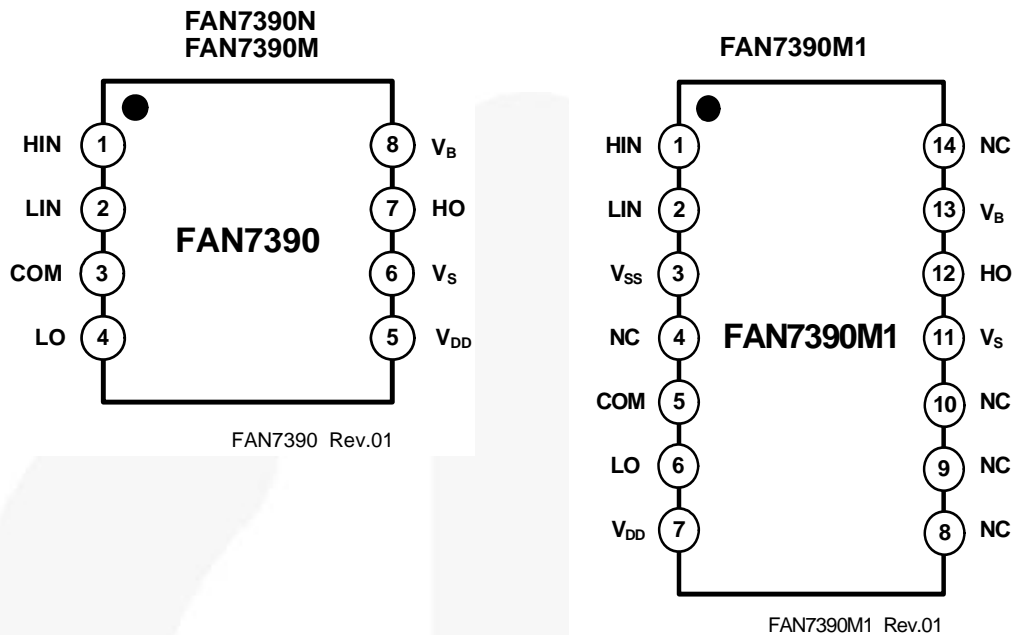 FAN7390N
FAN7390M
HIN 1 8 VB
LIN 2 7 HO
FAN7390
COM 3 6 VS
LO 4 5 VDD
FAN7390 Rev.01
FAN7390M1
HIN 1 14 NC
LIN 2 13 VB
VSS 3 12 HO
NC 4 FAN7390M1 11 VS
COM 5 10 NC
LO 6 9 NC
VDD 7 8 NC
FAN7390M1 Rev.01